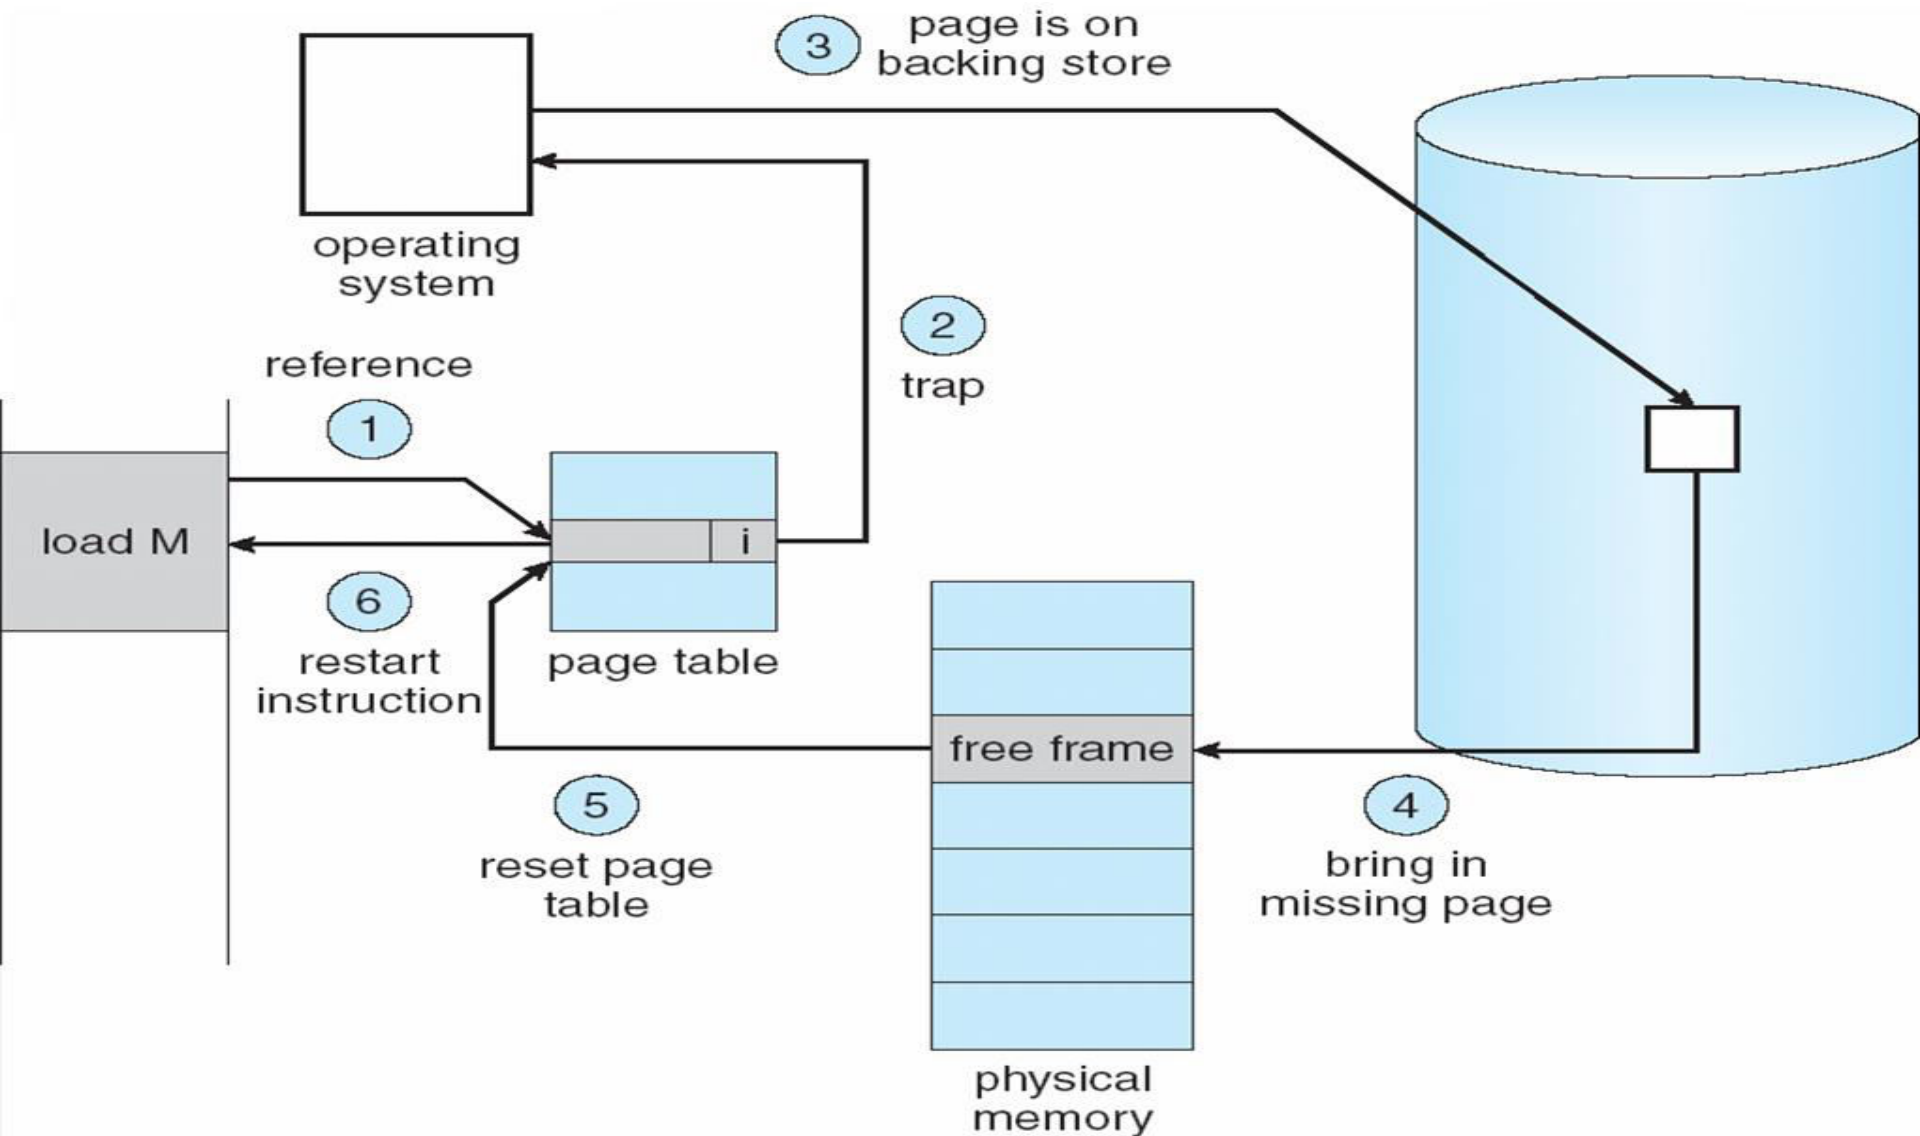 3
page is on
backing store
operating
system
2
trap
reference
1
load M
i
6
restart
instruction
page table
free frame
5
reset page
table
4
bring in
missing page
physical
memory